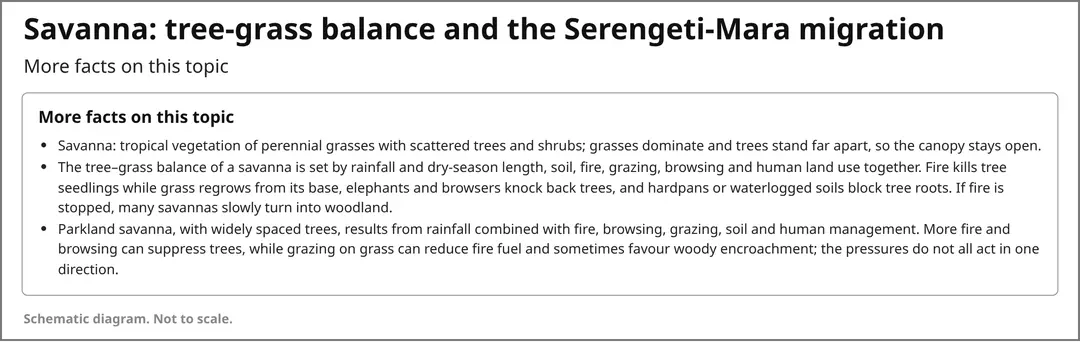 Savanna: tree-grass balance and the Serengeti-Mara migration
More facts on this topic
More facts on this topic
• Savanna: tropical vegetation of perennial grasses with scattered trees and shrubs; grasses dominate and trees stand far apart, so the canopy stays open.
• The tree–grass balance of a savanna is set by rainfall and dry-season length, soil, fire, grazing, browsing and human land use together. Fire kills tree
seedlings while grass regrows from its base, elephants and browsers knock back trees, and hardpans or waterlogged soils block tree roots. If fire is
stopped, many savannas slowly turn into woodland.
• Parkland savanna, with widely spaced trees, results from rainfall combined with fire, browsing, grazing, soil and human management. More fire and
browsing can suppress trees, while grazing on grass can reduce fire fuel and sometimes favour woody encroachment; the pressures do not all act in one
direction.
Schematic diagram. Not to scale.